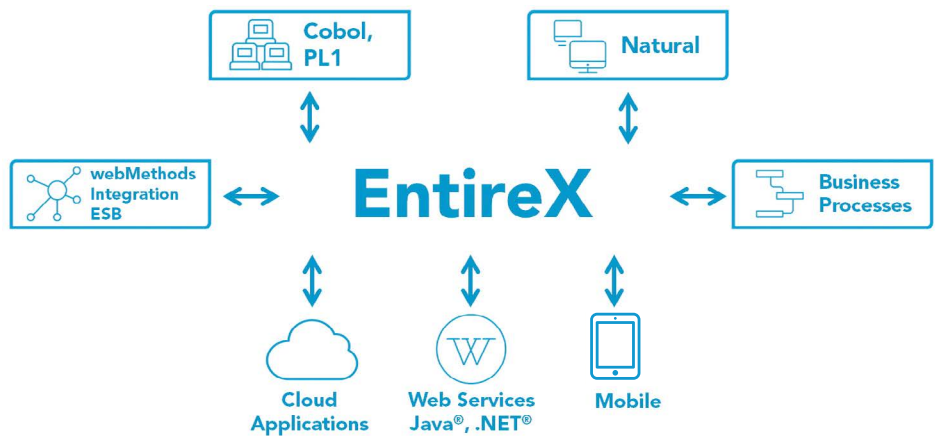 Cobol,
PL1
Natural
webMethods
Integration
ESB
EntireX
Business
Processes
W
Cloud
Applications
Web Services
Java®, .NET®
Mobile